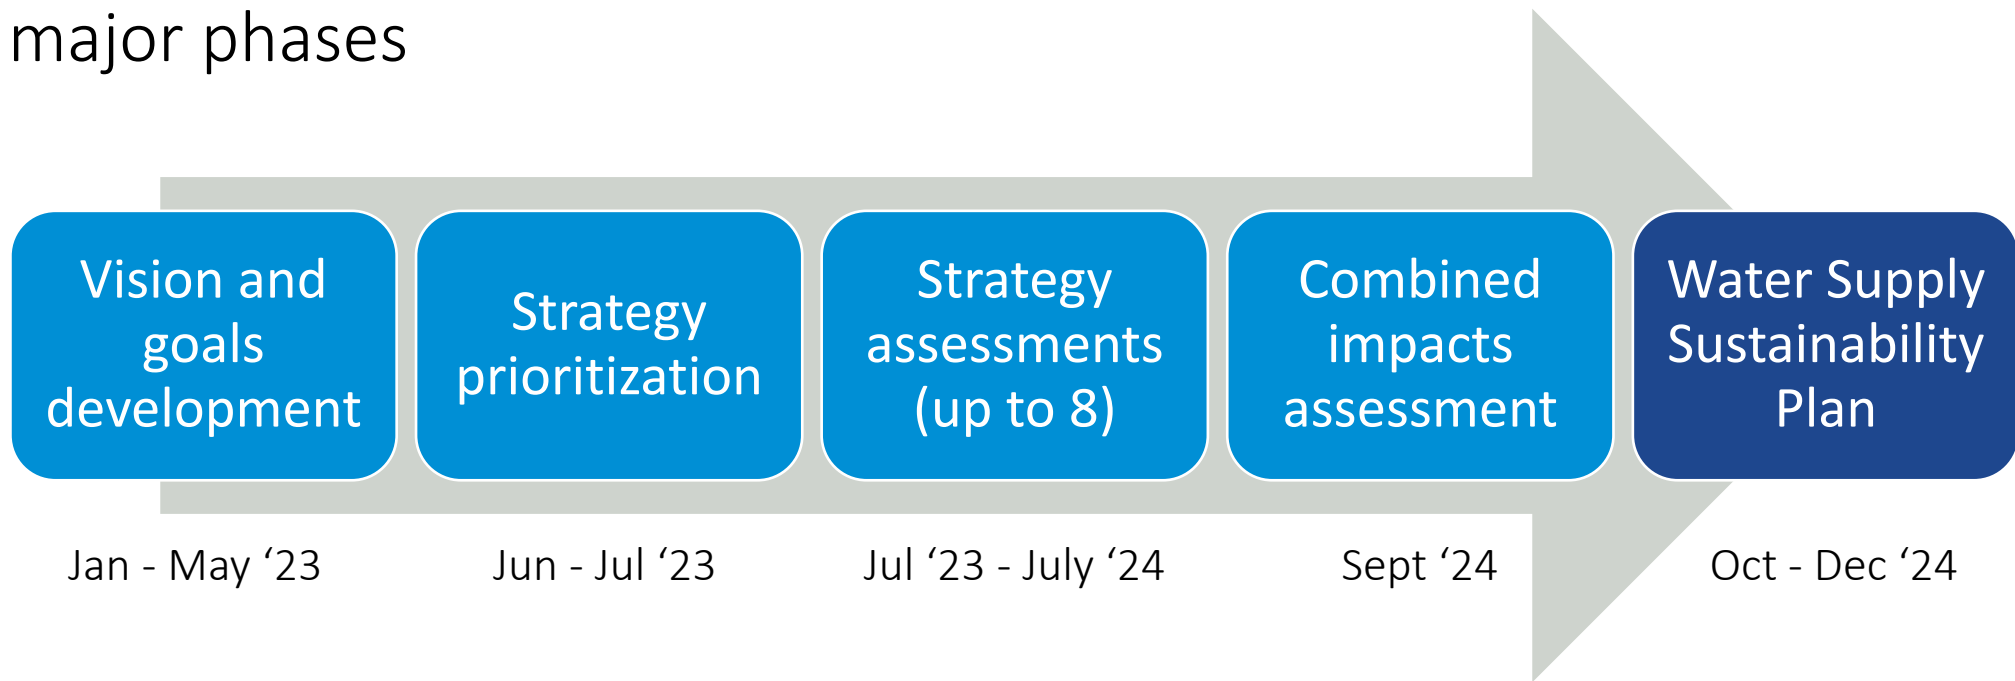 major phases
Vision and
goals
development
Strategy
prioritization
Strategy
assessments
(up to 8)
Combined
impacts
assessment
Water Supply
Sustainability
Plan
Jan - May ‘23
Jun - Jul ‘23
Jul ‘23 - July ‘24
Sept ‘24
Oct - Dec ‘24